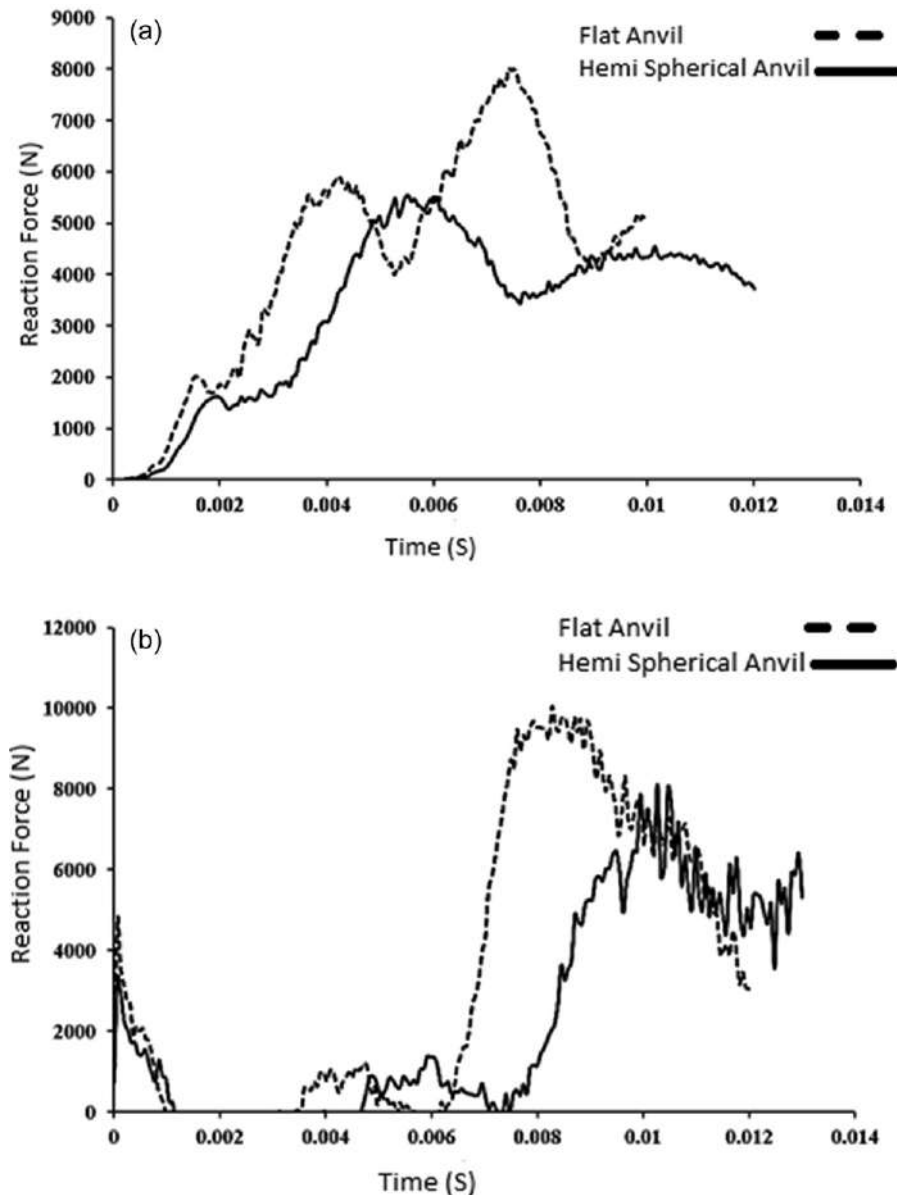 (a)
Flat Anvil
Hemi Spherical Anvil
Reaction Force (N)
9000
8000
7000
6000
5000
4000
3000
2000
1000
0
0 0.002 0.004 0.006 0.008 0.01 0.012 0.014
Time (S)
(b)
Flat Anvil
Hemi Spherical Anvil
Reaction Force (N)
12000
10000
8000
6000
4000
2000
0
0 0.002 0.004 0.006 0.008 0.01 0.012 0.014
Time (S)